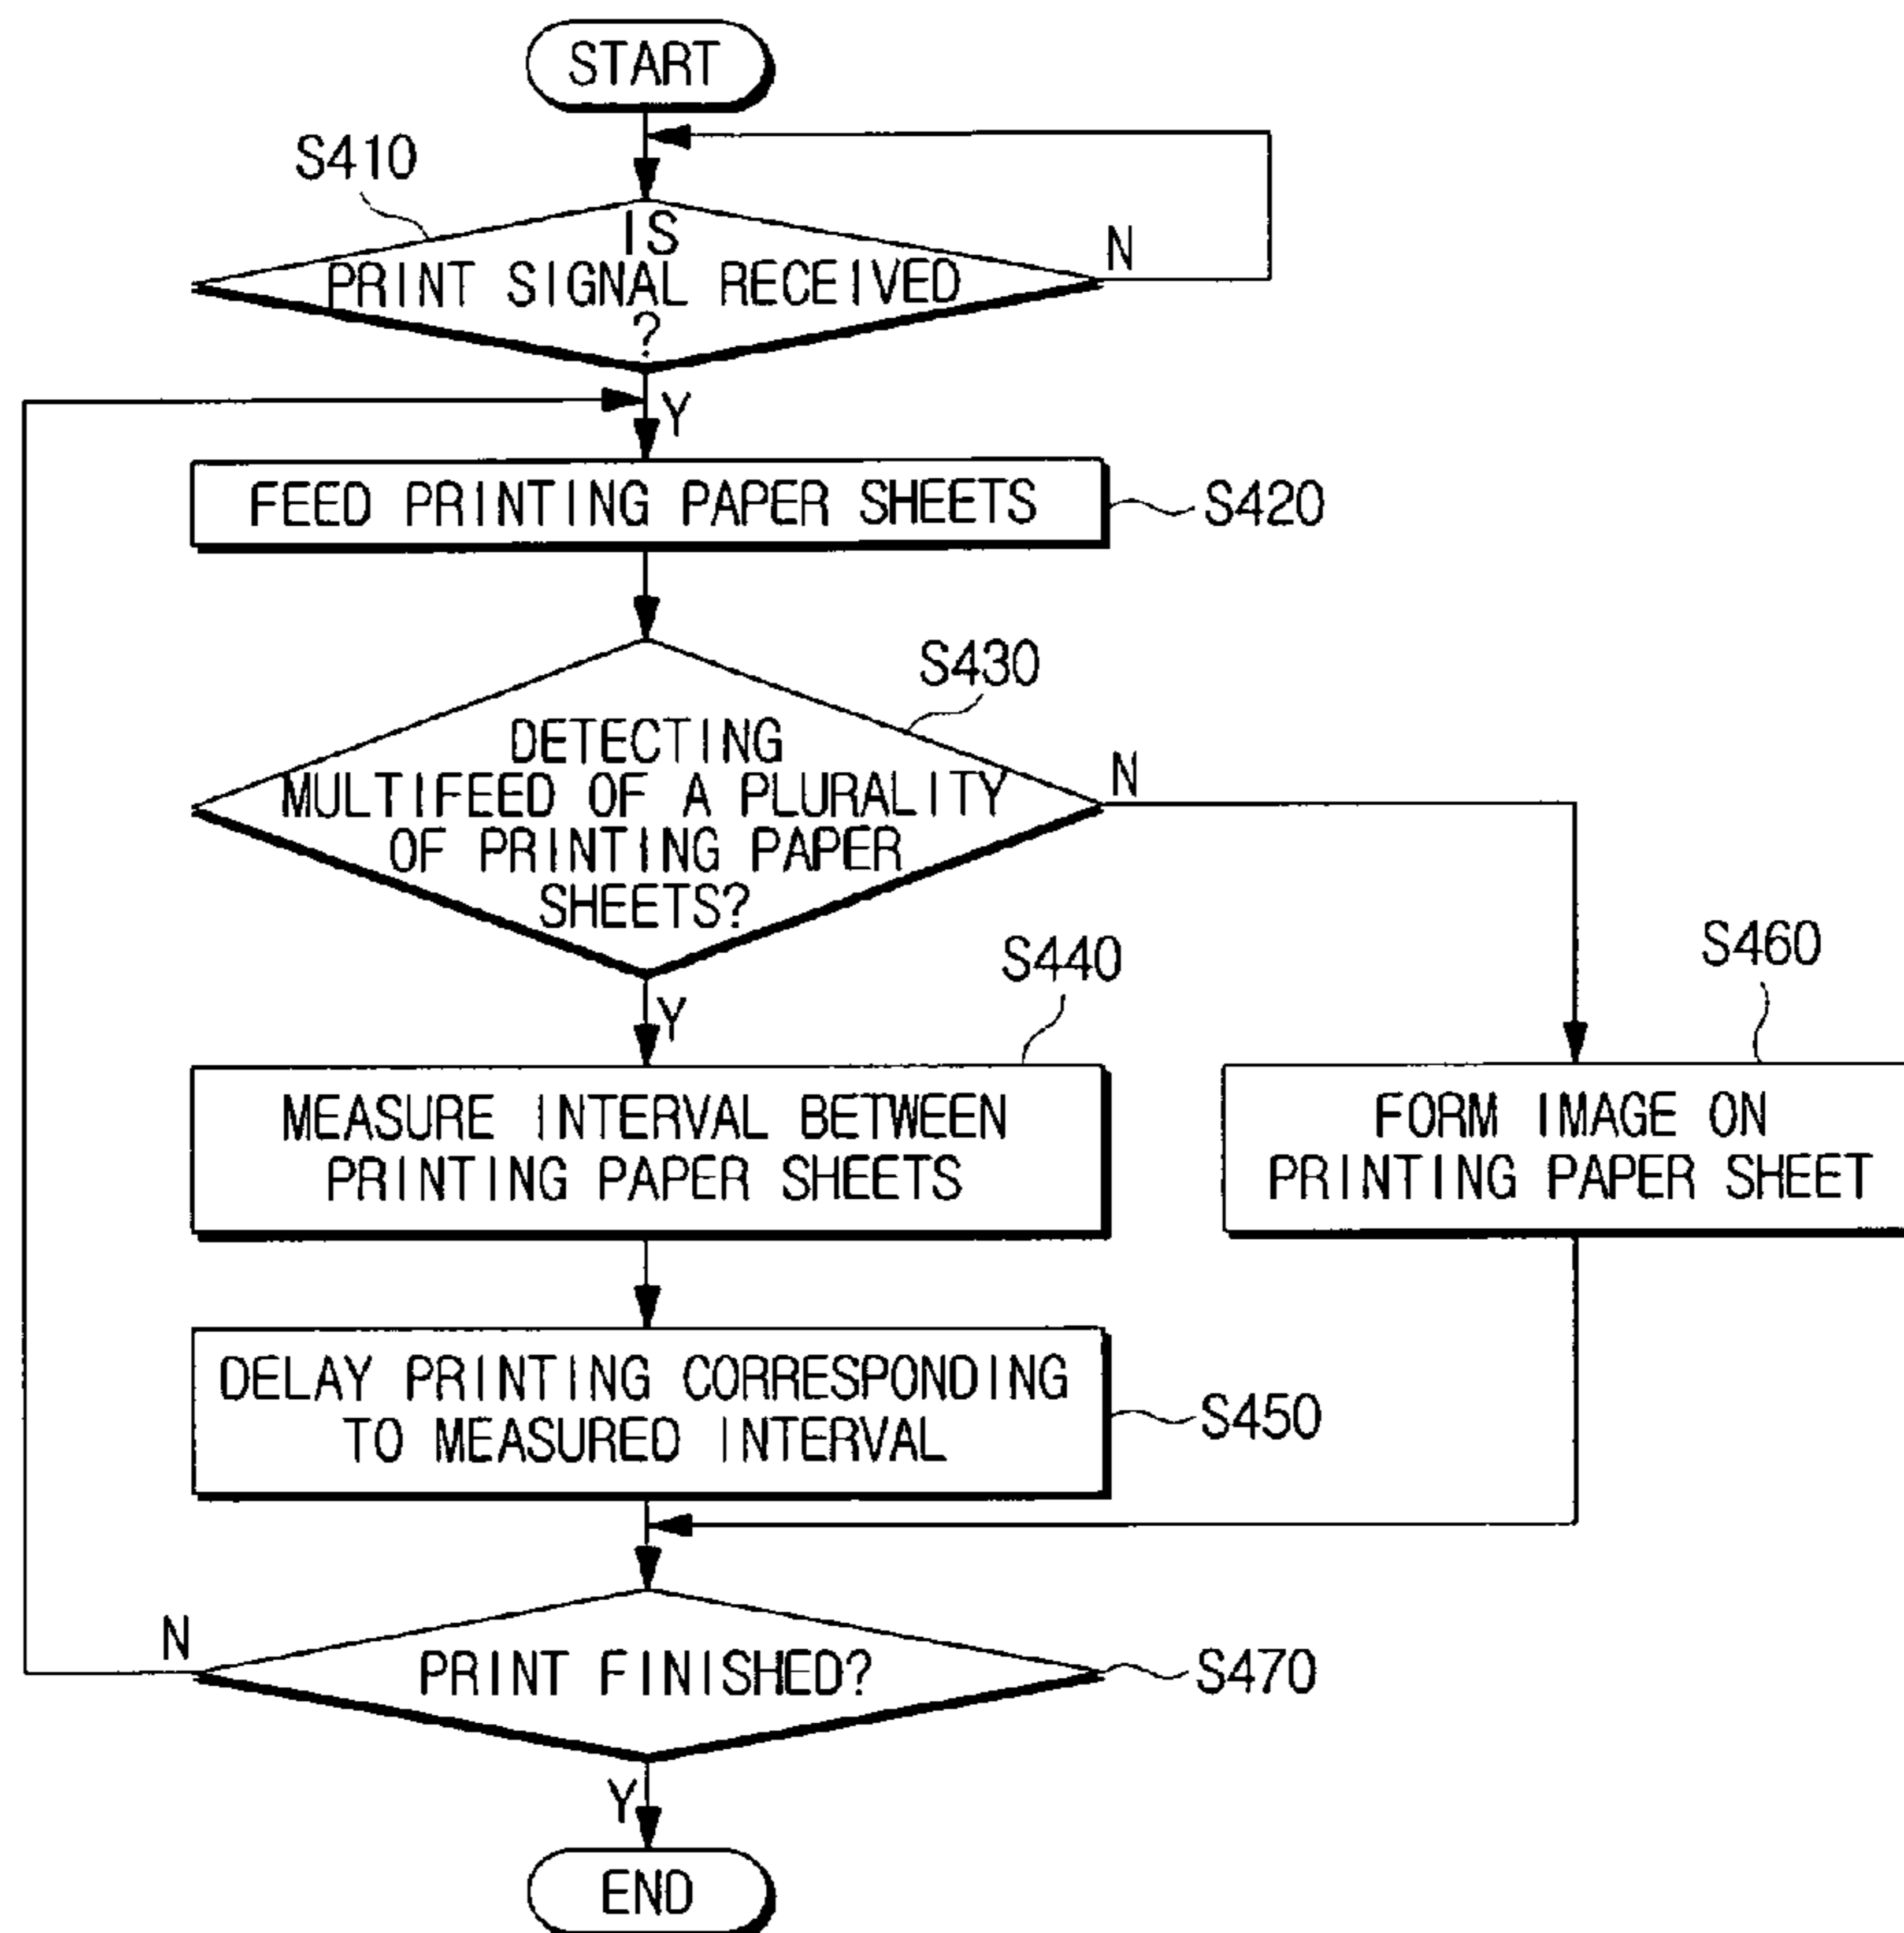 START
S410
IS
PRINT SIGNAL RECEIVED
?
N
Y
FEED PRINTING PAPER SHEETS
S420
S430
DETECTING
MULTIFEED OF A PLURALITY
OF PRINTING PAPER
SHEETS?
N
Y
S440
S460
MEASURE INTERVAL BETWEEN
PRINTING PAPER SHEETS
FORM IMAGE ON
PRINTING PAPER SHEET
DELAY PRINTING CORRESPONDING
TO MEASURED INTERVAL
S450
N
PRINT FINISHED?
S470
Y
END